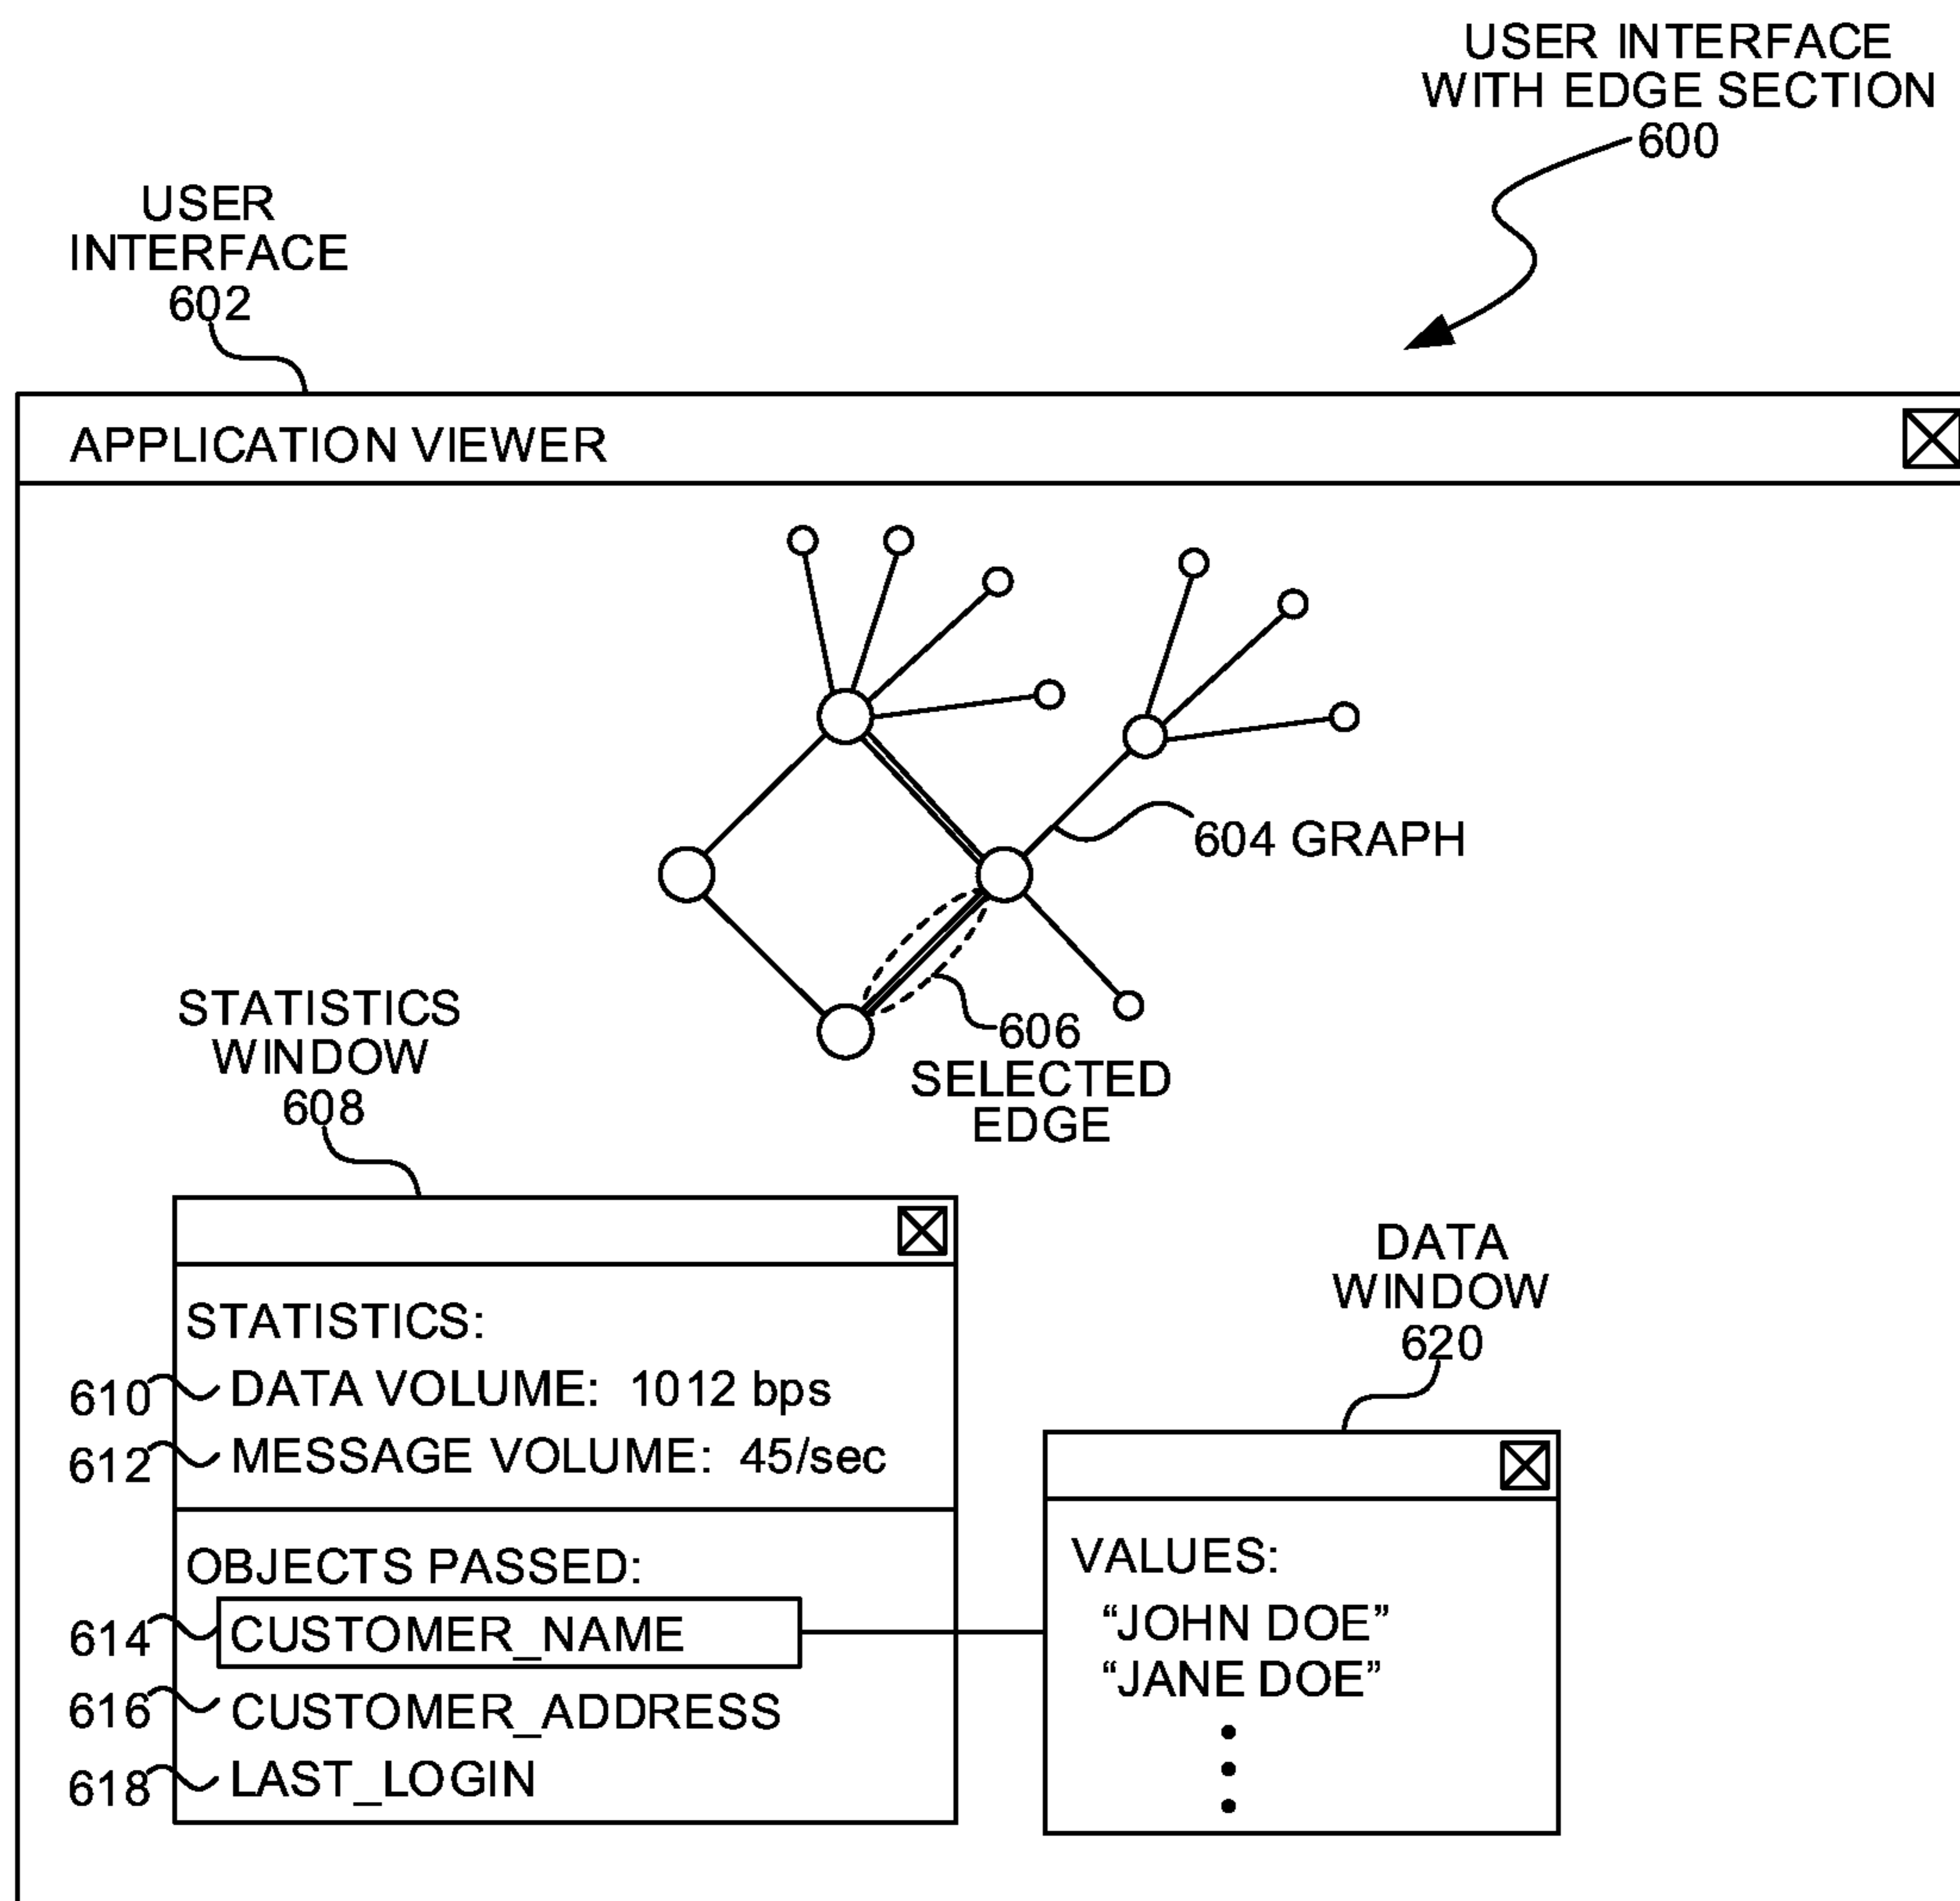 USER INTERFACE
WITH EDGE SECTION
600
USER
INTERFACE
602
APPLICATION VIEWER
604 GRAPH
606
SELECTED
EDGE
STATISTICS
WINDOW
608
STATISTICS:
610 DATA VOLUME: 1012 bps
612 MESSAGE VOLUME: 45/sec
OBJECTS PASSED:
614 CUSTOMER_NAME
616 CUSTOMER_ADDRESS
618 LAST_LOGIN
DATA
WINDOW
620
VALUES:
“JOHN DOE”
“JANE DOE”